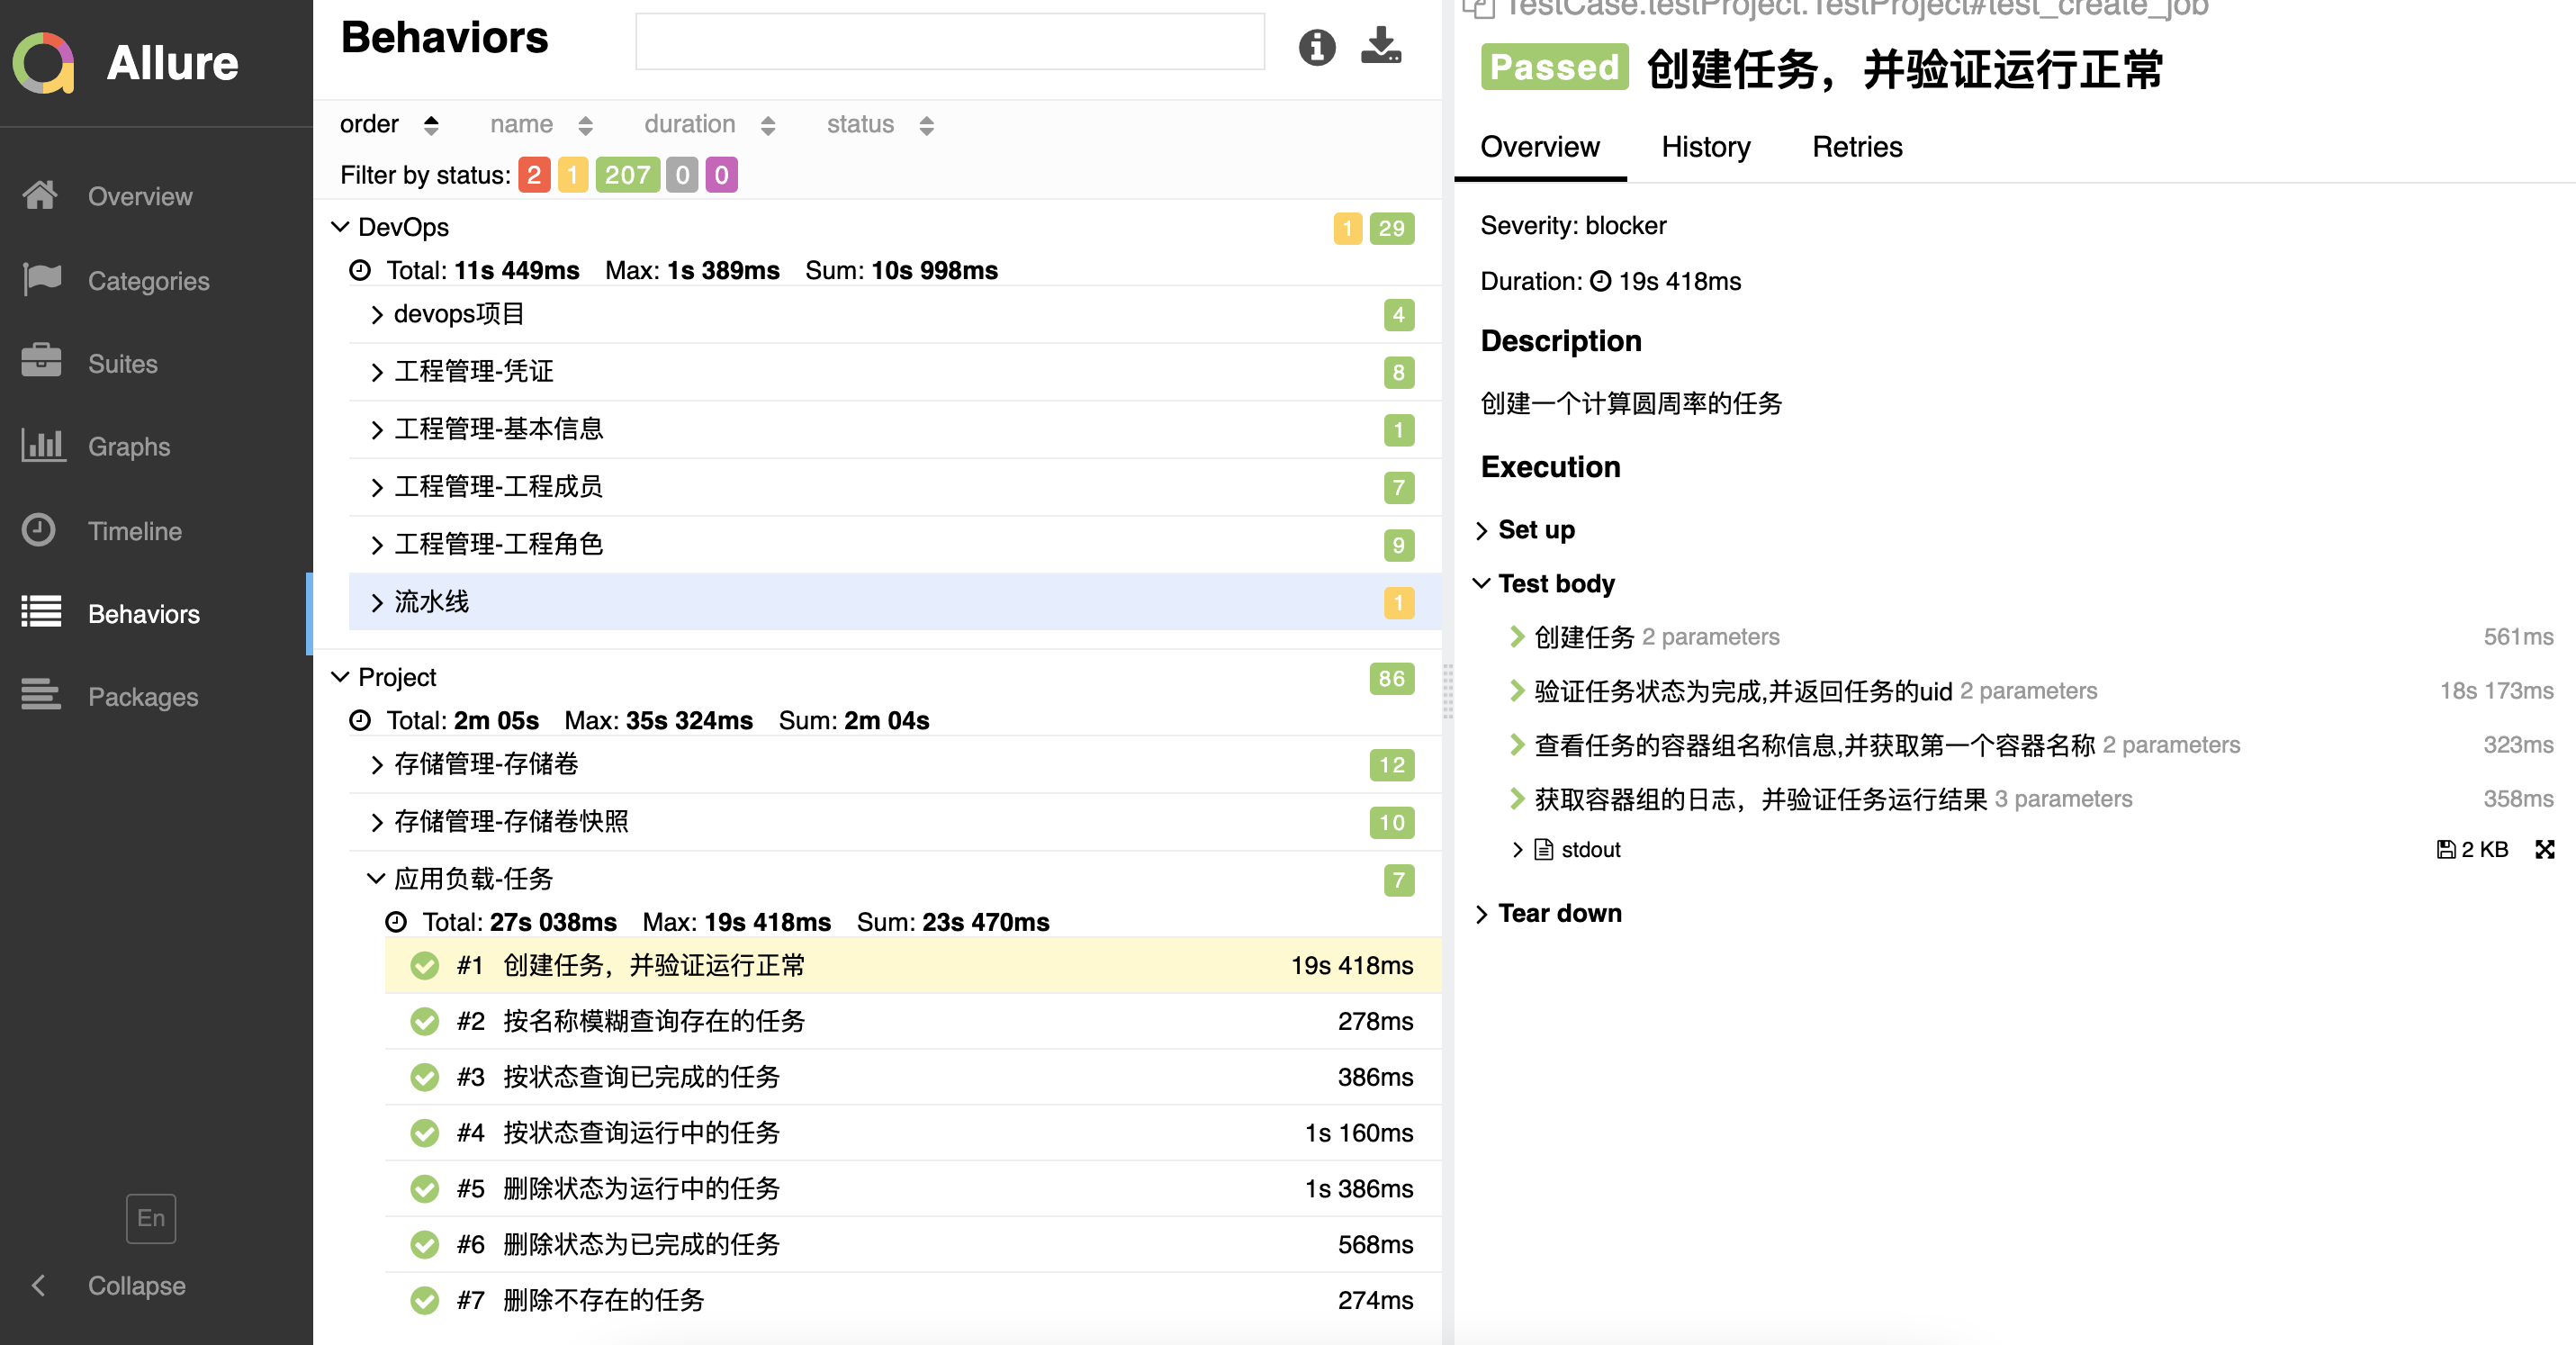 Allure
Overview
Categories
Suites
Graphs
Timeline
Behaviors
Packages
En
Collapse
Behaviors
order name duration status
Filter by status: 2 1 207 0 0
DevOps 1 29
Total: 11s 449ms Max: 1s 389ms Sum: 10s 998ms
devops项目 4
工程管理-凭证 8
工程管理-基本信息 1
工程管理-工程成员 7
工程管理-工程角色 9
流水线 1
Project 86
Total: 2m 05s Max: 35s 324ms Sum: 2m 04s
存储管理-存储卷 12
存储管理-存储卷快照 10
应用负载-任务 7
Total: 27s 038ms Max: 19s 418ms Sum: 23s 470ms
#1 创建任务，并验证运行正常 19s 418ms
#2 按名称模糊查询存在的任务 278ms
#3 按状态查询已完成的任务 386ms
#4 按状态查询运行中的任务 1s 160ms
#5 删除状态为运行中的任务 1s 386ms
#6 删除状态为已完成的任务 568ms
#7 删除不存在的任务 274ms
TestCase.testProject.TestProject#test_create_job
Passed 创建任务，并验证运行正常
Overview History Retries
Severity: blocker
Duration: 19s 418ms
Description
创建一个计算圆周率的任务
Execution
Set up
Test body
创建任务 2 parameters 561ms
验证任务状态为完成,并返回任务的uid 2 parameters 18s 173ms
查看任务的容器组名称信息,并获取第一个容器名称 2 parameters 323ms
获取容器组的日志，并验证任务运行结果 3 parameters 358ms
stdout 2 KB
Tear down